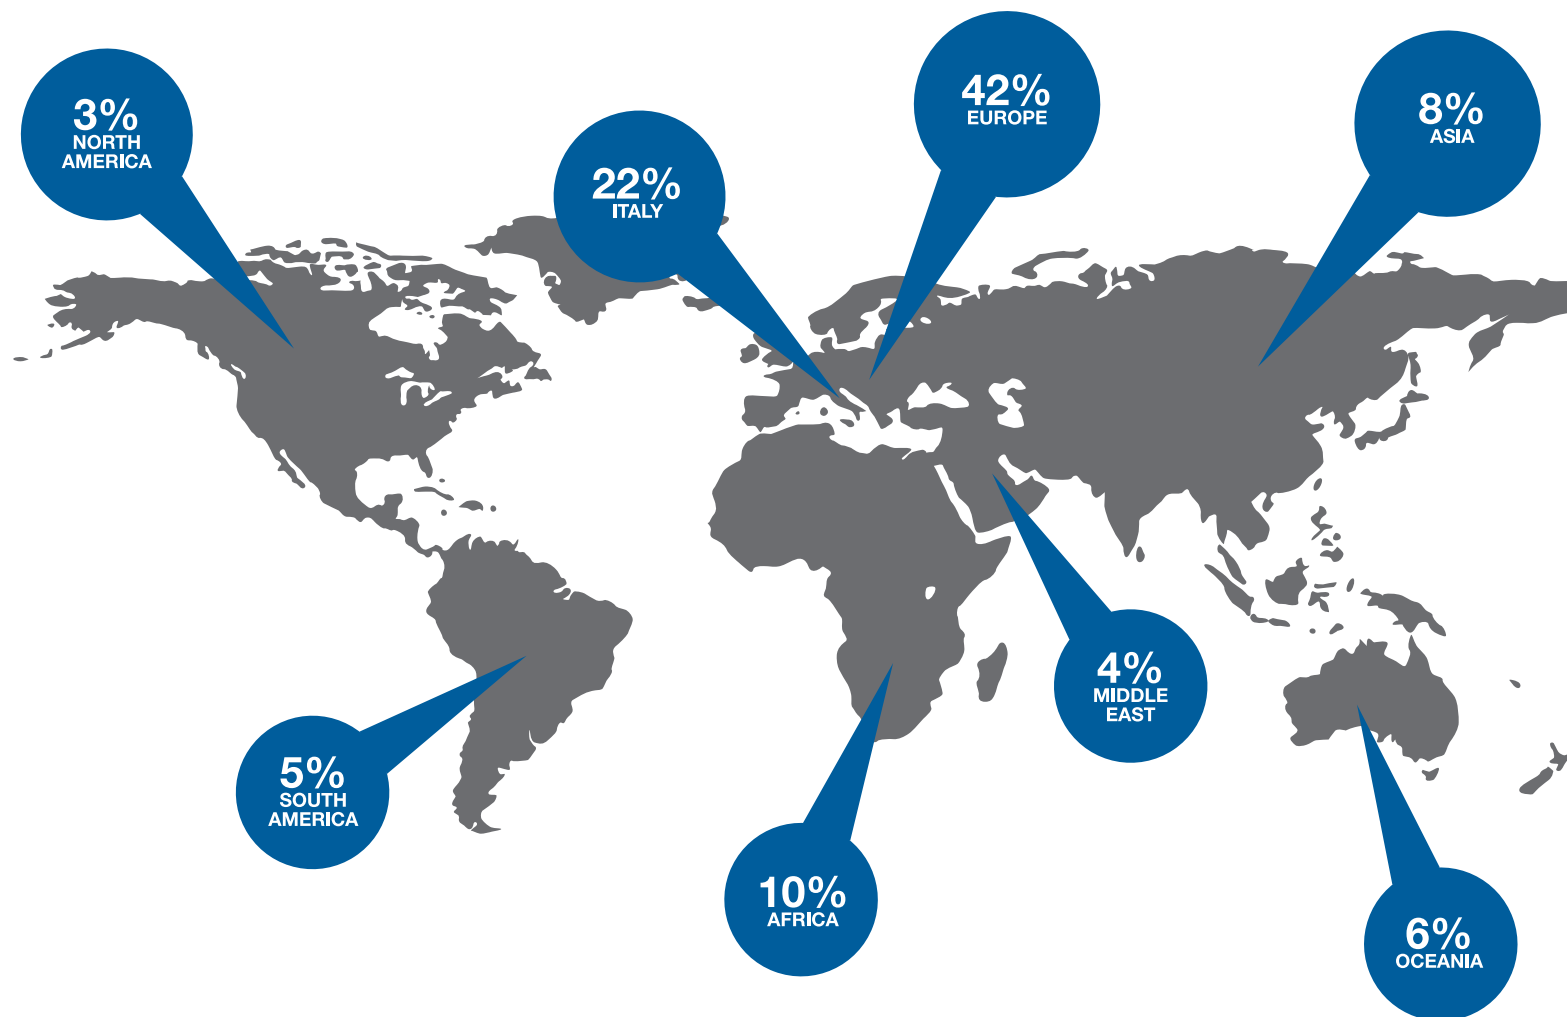 3%
NORTH
AMERICA
22%
ITALY
42%
EUROPE
8%
ASIA
5%
SOUTH
AMERICA
10%
AFRICA
4%
MIDDLE
EAST
6%
OCEANIA